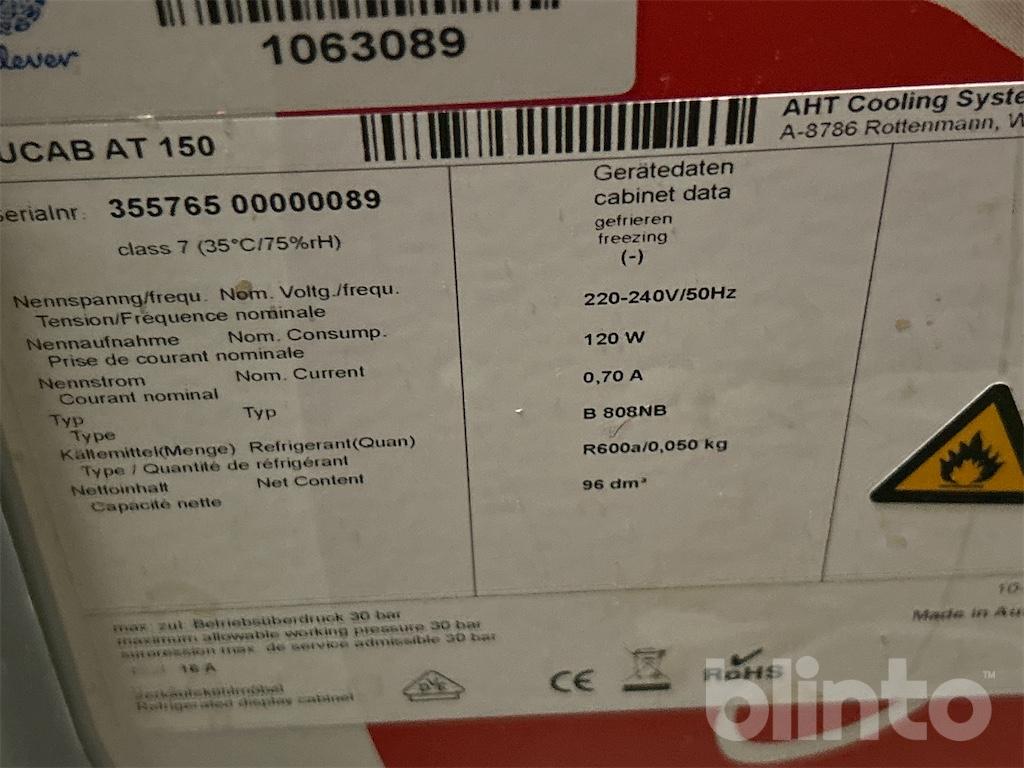 lever
1063089
JCAB AT 150
AHT Cooling Syste
A-8786 Rottenmann, W
Serialnr: 355765 00000089
class 7 (35°C/75%rH)
Gerätedaten
cabinet data
gefrieren
freezing
(-)
Nennspanng/frequ. Nom. Voltg./frequ.
Tension/Fréquence nominale
220-240V/50Hz
Nennaufnahme Nom. Consump.
Prise de courant nominale
120 W
Nennstrom Nom. Current
Courant nominal
0,70 A
Typ Typ
Type
B 808NB
Kältemittel(Menge) Refrigerant(Quan)
Type / Quantité de réfrigérant
R600a/0,050 kg
Nettoinhalt Net Content
Capacité nette
96 dm³
10-
Made in Au
max. zul. Betriebsüberdruck 30 bar
maximum allowable working pressure 30 bar
supression max. de service admissible 30 bar
16 A
Verkaufskühlmöbel
Refrigerated display cabinet
CE
RoHS
blinto™